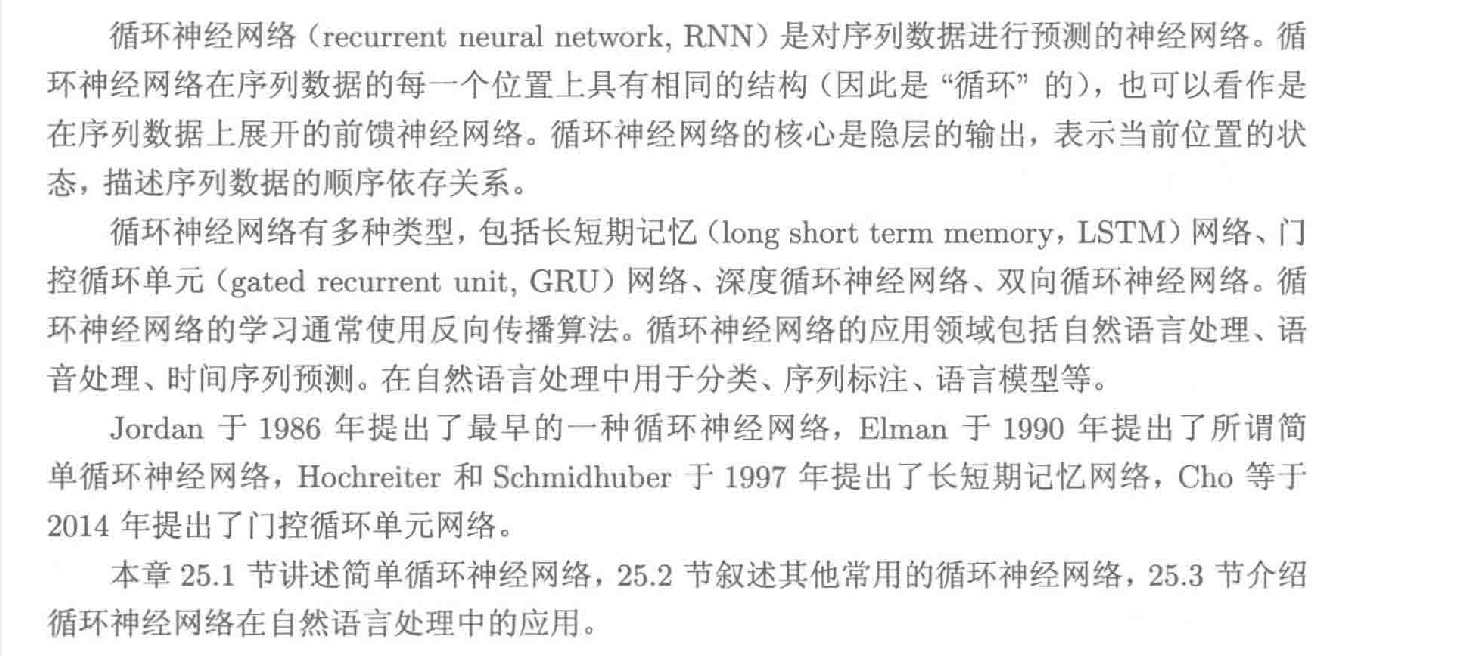 循环神经网络（recurrent neural network, RNN）是对序列数据进行预测的神经网络。循
环神经网络在序列数据的每一个位置上具有相同的结构（因此是“循环”的），也可以看作是
在序列数据上展开的前馈神经网络。循环神经网络的核心是隐层的输出，表示当前位置的状
态，描述序列数据的顺序依存关系。
循环神经网络有多种类型，包括长短期记忆（long short term memory，LSTM）网络、门
控循环单元（gated recurrent unit, GRU）网络、深度循环神经网络、双向循环神经网络。循
环神经网络的学习通常使用反向传播算法。循环神经网络的应用领域包括自然语言处理、语
音处理、时间序列预测。在自然语言处理中用于分类、序列标注、语言模型等。
Jordan 于 1986 年提出了最早的一种循环神经网络，Elman 于 1990 年提出了所谓简
单循环神经网络，Hochreiter 和 Schmidhuber 于 1997 年提出了长短期记忆网络，Cho 等于
2014 年提出了门控循环单元网络。
本章 25.1 节讲述简单循环神经网络，25.2 节叙述其他常用的循环神经网络，25.3 节介绍
循环神经网络在自然语言处理中的应用。